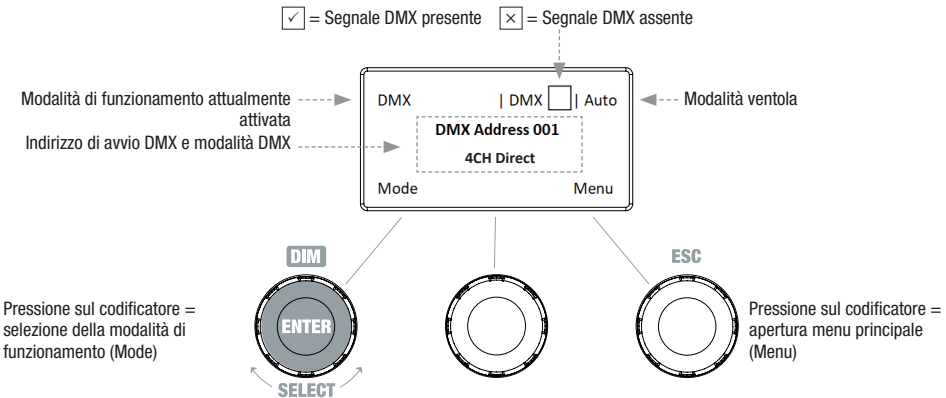 ✓ = Segnale DMX presente × = Segnale DMX assente
Modalità di funzionamento attualmente
attivata
Indirizzo di avvio DMX e modalità DMX
DMX | DMX | Auto
DMX Address 001
4CH Direct
Mode Menu
Modalità ventola
DIM
ESC
Pressione sul codificatore =
selezione della modalità di
funzionamento (Mode)
ENTER
SELECT
Pressione sul codificatore =
apertura menu principale
(Menu)